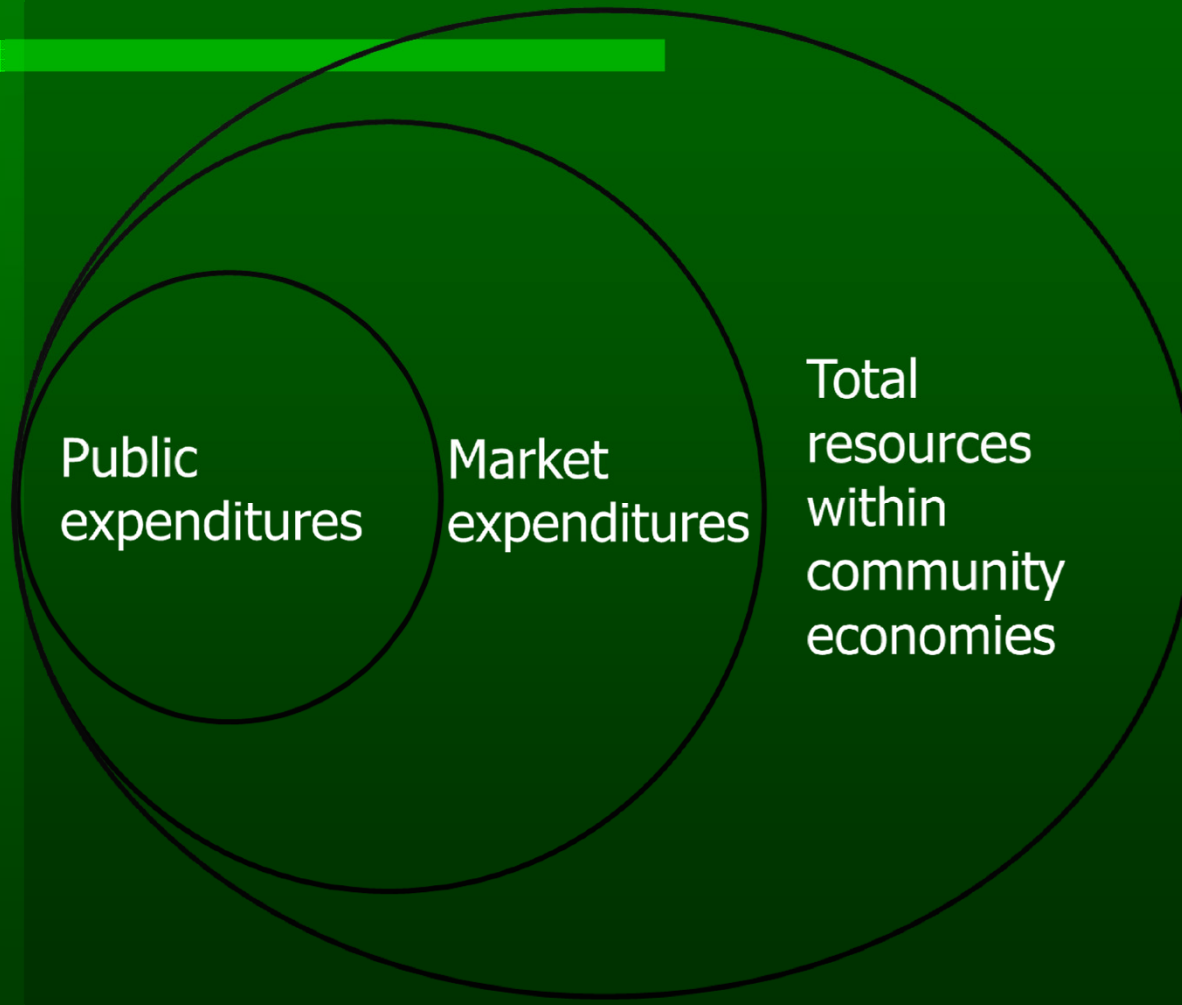 Public
expenditures
Market
expenditures
Total
resources
within
community
economies